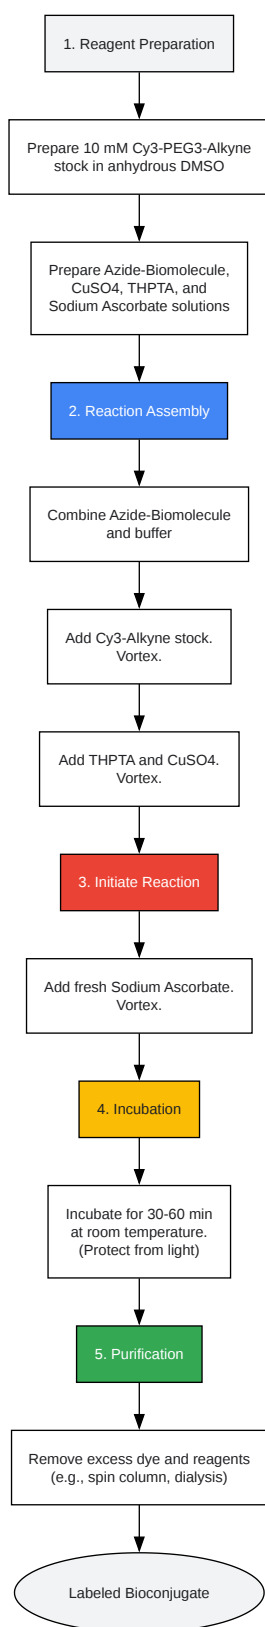 1. Reagent Preparation
Prepare 10 mM Cy3-PEG3-Alkyne
stock in anhydrous DMSO
Prepare Azide-Biomolecule,
CuSO4, THPTA, and
Sodium Ascorbate solutions
2. Reaction Assembly
Combine Azide-Biomolecule
and buffer
Add Cy3-Alkyne stock.
Vortex.
Add THPTA and CuSO4.
Vortex.
3. Initiate Reaction
Add fresh Sodium Ascorbate.
Vortex.
4. Incubation
Incubate for 30-60 min
at room temperature.
(Protect from light)
5. Purification
Remove excess dye and reagents
(e.g., spin column, dialysis)
Labeled Bioconjugate